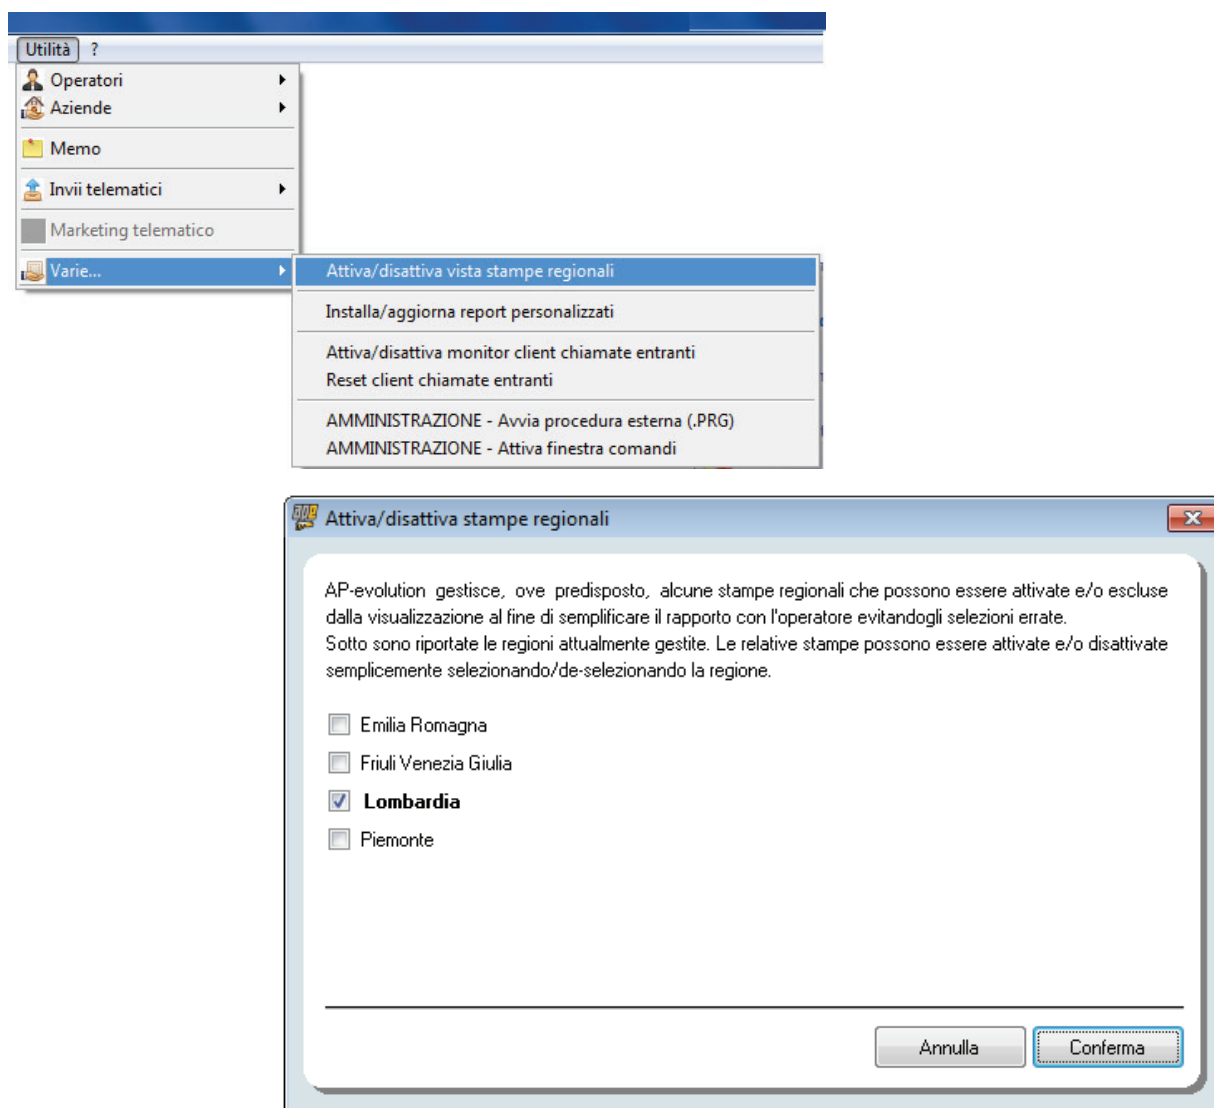 Utilità ?
Operatori
Aziende
Memo
Invii telematici
Marketing telematico
Varie...
Attiva/disattiva vista stampe regionali
Installa/aggiorna report personalizzati
Attiva/disattiva monitor client chiamate entranti
Reset client chiamate entranti
AMMINISTRAZIONE - Avvia procedura esterna (.PRG)
AMMINISTRAZIONE - Attiva finestra comandi
Attiva/disattiva stampe regionali
AP-evolution gestisce, ove predisposto, alcune stampe regionali che possono essere attivate e/o escluse
dalla visualizzazione al fine di semplificare il rapporto con l'operatore evitandogli selezioni errate.
Sotto sono riportate le regioni attualmente gestite. Le relative stampe possono essere attivate e/o disattivate
semplicemente selezionando/de-selezionando la regione.
Emilia Romagna
Friuli Venezia Giulia
Lombardia
Piemonte
Annulla Conferma